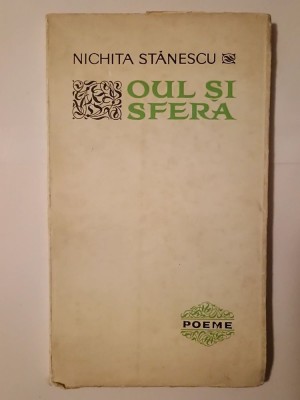 NICHITA STĂNESCU
OUL ȘI
SFERA
POEME